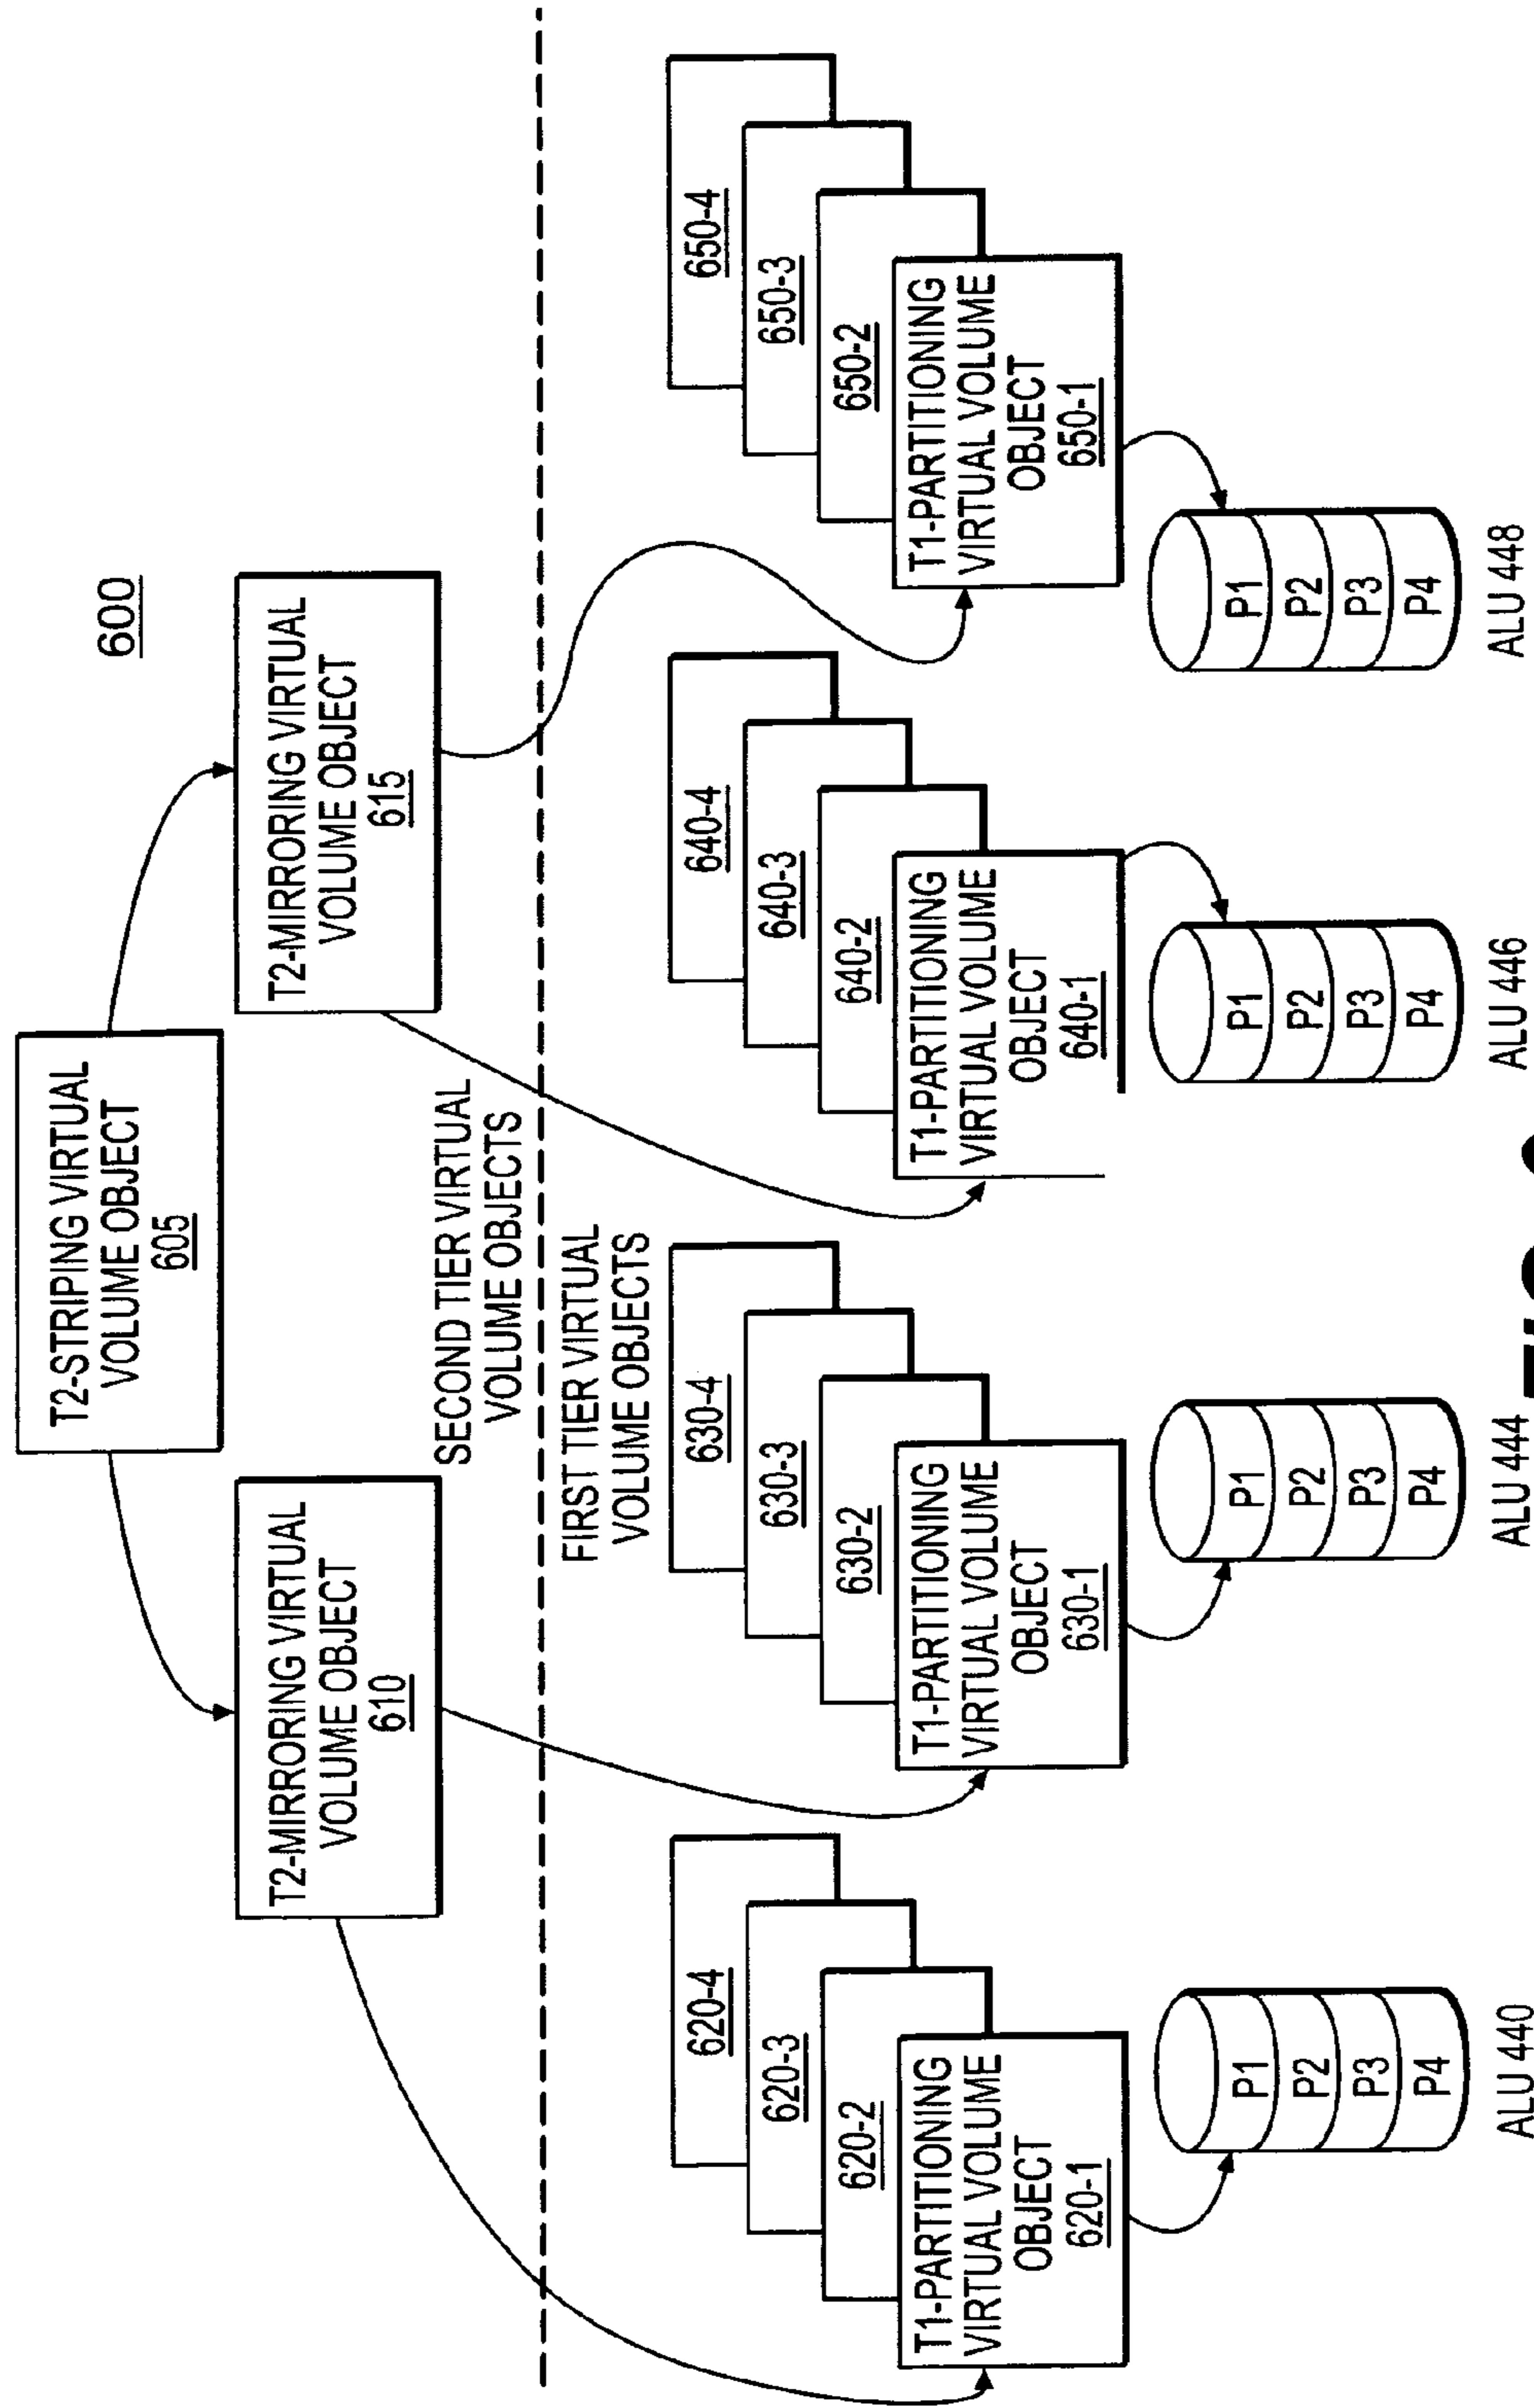 600
T2-STRIPING VIRTUAL
VOLUME OBJECT
605
T2-MIRRORING VIRTUAL
VOLUME OBJECT
610
T2-MIRRORING VIRTUAL
VOLUME OBJECT
615
SECOND TIER VIRTUAL
VOLUME OBJECTS
FIRST TIER VIRTUAL
VOLUME OBJECTS
620-4
620-3
620-2
T1-PARTITIONING
VIRTUAL VOLUME
OBJECT
620-1
630-4
630-3
630-2
T1-PARTITIONING
VIRTUAL VOLUME
OBJECT
630-1
640-4
640-3
640-2
T1-PARTITIONING
VIRTUAL VOLUME
OBJECT
640-1
650-4
650-3
650-2
T1-PARTITIONING
VIRTUAL VOLUME
OBJECT
650-1
P1
P2
P3
P4
ALU 440
P1
P2
P3
P4
ALU 444
P1
P2
P3
P4
ALU 446
P1
P2
P3
P4
ALU 448